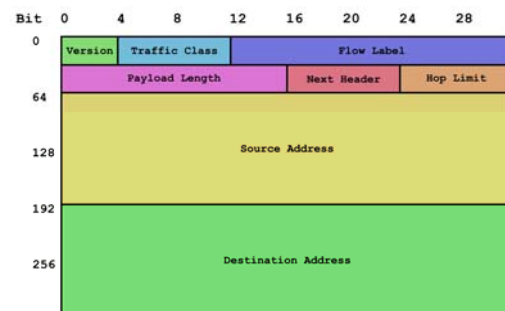 Bit 0 4 8 12 16 20 24 28
0 Version Traffic Class Flow Label
Payload Length Next Header Hop Limit
64
128 Source Address
192
256 Destination Address